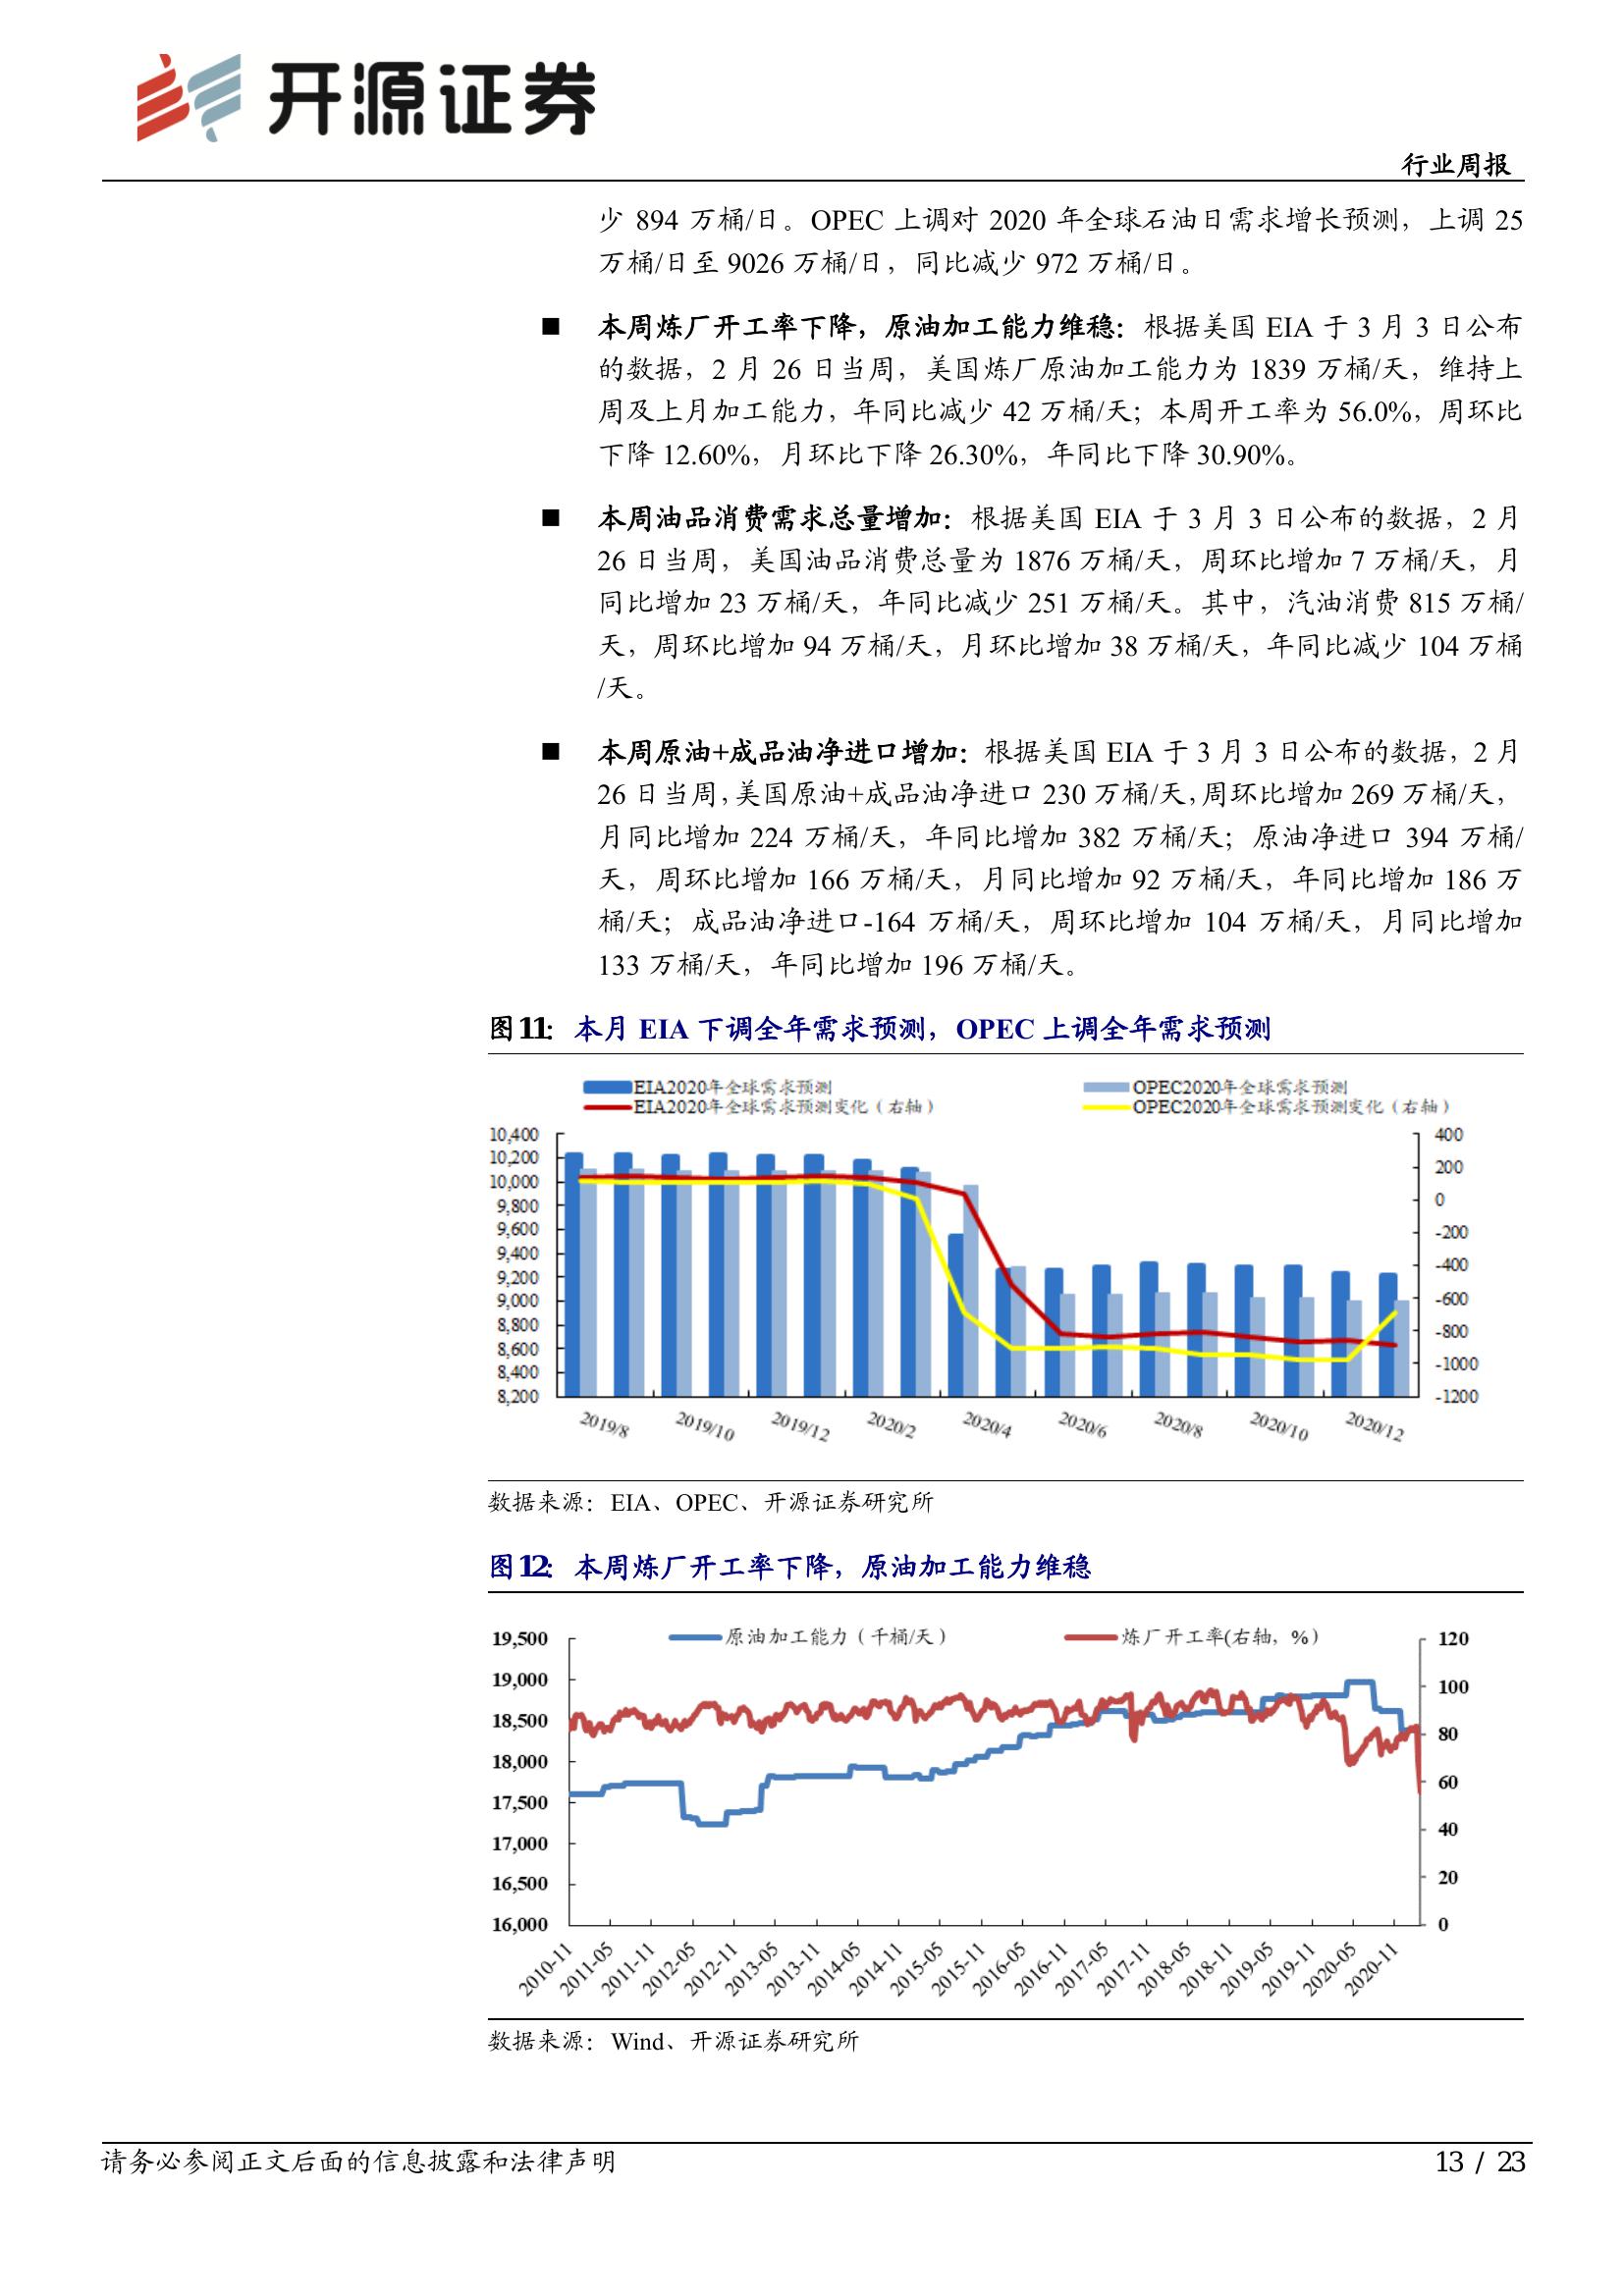 开源证券
行业周报
少 894 万桶/日。OPEC 上调对 2020 年全球石油日需求增长预测，上调 25
万桶/日至 9026 万桶/日，同比减少 972 万桶/日。
■ 本周炼厂开工率下降，原油加工能力维稳：根据美国 EIA 于 3 月 3 日公布
的数据，2 月 26 日当周，美国炼厂原油加工能力为 1839 万桶/天，维持上
周及上月加工能力，年同比减少 42 万桶/天；本周开工率为 56.0%，周环比
下降 12.60%，月环比下降 26.30%，年同比下降 30.90%。
■ 本周油品消费需求总量增加：根据美国 EIA 于 3 月 3 日公布的数据，2 月
26 日当周，美国油品消费总量为 1876 万桶/天，周环比增加 7 万桶/天，月
同比增加 23 万桶/天，年同比减少 251 万桶/天。其中，汽油消费 815 万桶/
天，周环比增加 94 万桶/天，月环比增加 38 万桶/天，年同比减少 104 万桶
/天。
■ 本周原油+成品油净进口增加：根据美国 EIA 于 3 月 3 日公布的数据，2 月
26 日当周，美国原油+成品油净进口 230 万桶/天，周环比增加 269 万桶/天，
月同比增加 224 万桶/天，年同比增加 382 万桶/天；原油净进口 394 万桶/
天，周环比增加 166 万桶/天，月同比增加 92 万桶/天，年同比增加 186 万
桶/天；成品油净进口-164 万桶/天，周环比增加 104 万桶/天，月同比增加
133 万桶/天，年同比增加 196 万桶/天。
图11：本月 EIA 下调全年需求预测，OPEC 上调全年需求预测
EIA2020年全球需求预测 OPEC2020年全球需求预测
EIA2020年全球需求预测变化（右轴） OPEC2020年全球需求预测变化（右轴）
10,400 400
10,200 200
10,000 0
9,800 -200
9,600 -400
9,400 -600
9,200 -800
9,000 -1000
8,800 -1200
8,600
8,400
8,200
2019/8 2019/10 2019/12 2020/2 2020/4 2020/6 2020/8 2020/10 2020/12
数据来源：EIA、OPEC、开源证券研究所
图12：本周炼厂开工率下降，原油加工能力维稳
原油加工能力（千桶/天） 炼厂开工率(右轴，%）
19,500 120
19,000 100
18,500 80
18,000 60
17,500 40
17,000 20
16,500 0
16,000
2010-11 2011-05 2011-11 2012-05 2012-11 2013-05 2013-11 2014-05 2014-11 2015-05 2015-11 2016-05 2016-11 2017-05 2017-11 2018-05 2018-11 2019-05 2019-11 2020-05 2020-11
数据来源：Wind、开源证券研究所
请务必参阅正文后面的信息披露和法律声明 13 / 23